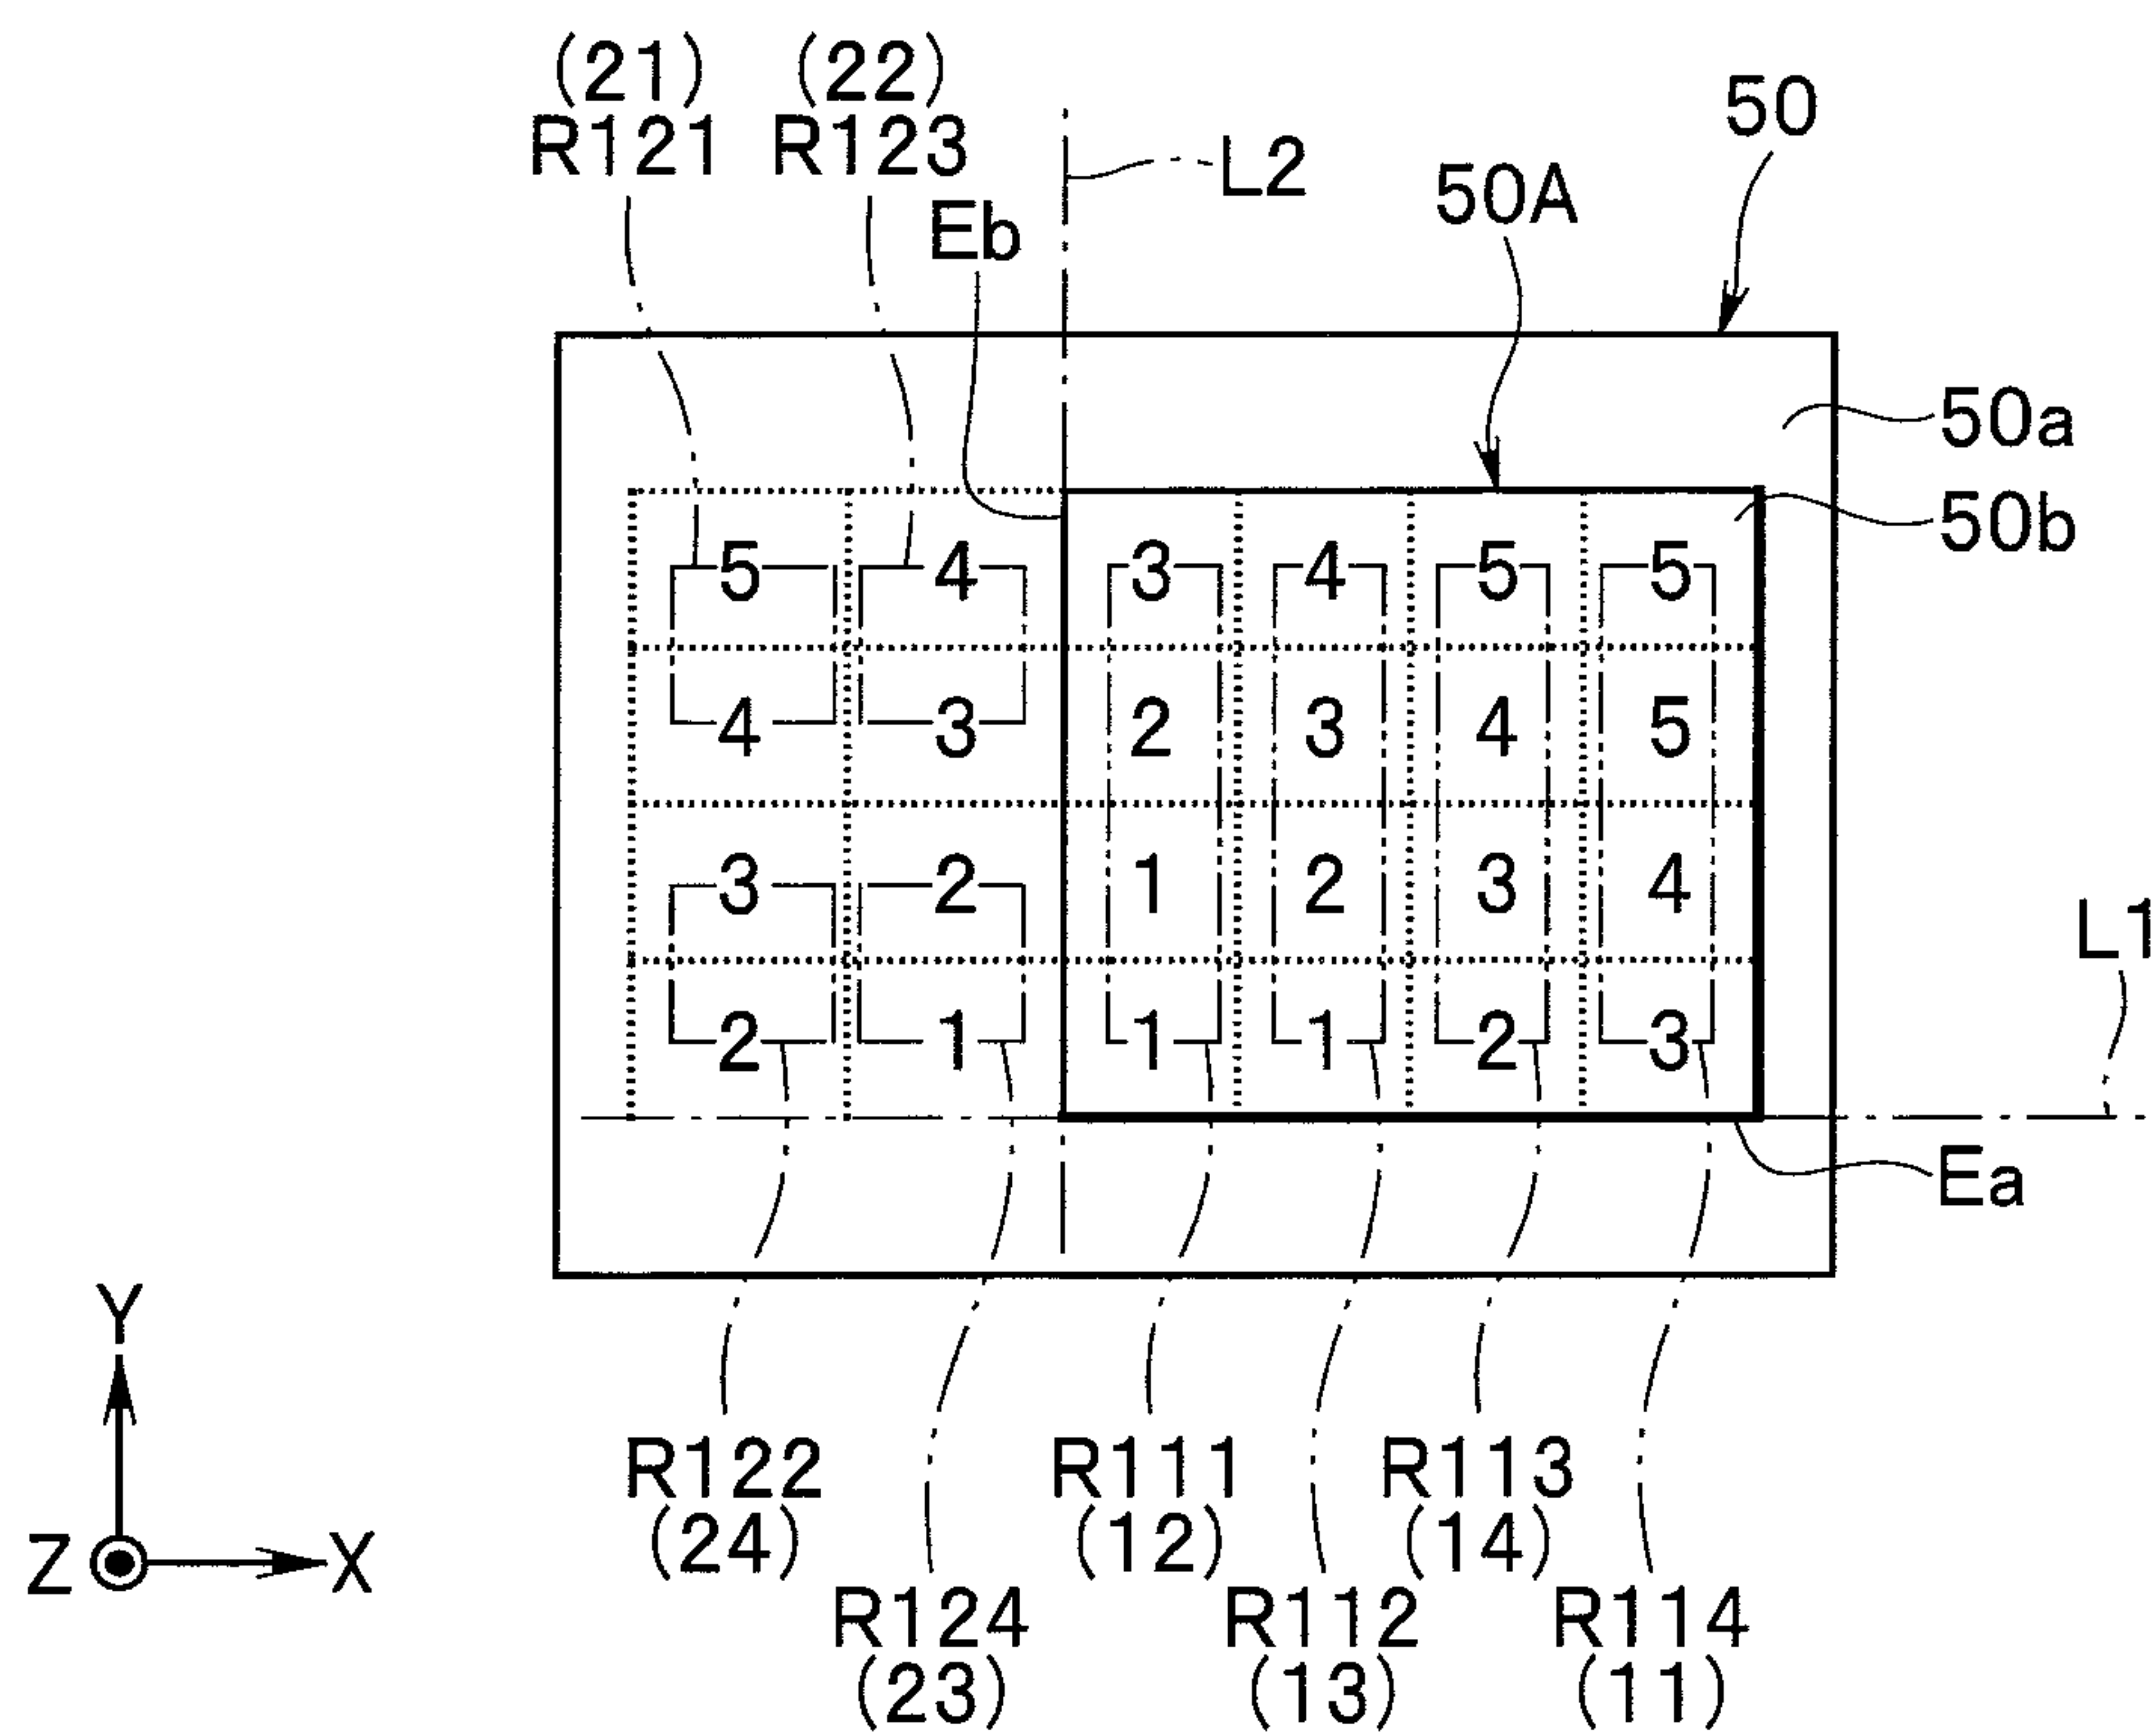 (21) (22)
R121 R123
50
L2
50A
Eb
50a
50b
5 4 3 4 5 5
4 3 2 3 4 5
3 2 1 2 3 4
2 1 1 1 2 3
L1
Ea
Y
Z X
R122 R111 R113
(24) (12) (14)
R124 R112 R114
(23) (13) (11)